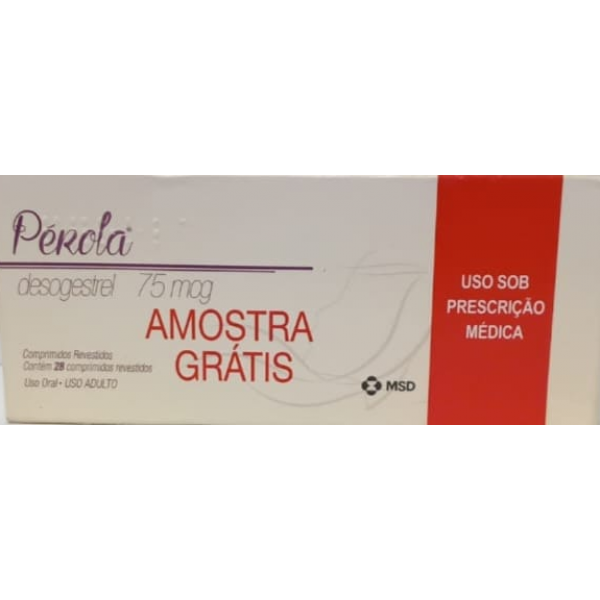 Pérola®
desogestrel 75 mcg
AMOSTRA
GRÁTIS
Comprimidos Revestidos
Contém 28 comprimidos revestidos
Uso Oral - USO ADULTO
MSD
USO SOB
PRESCRIÇÃO
MÉDICA